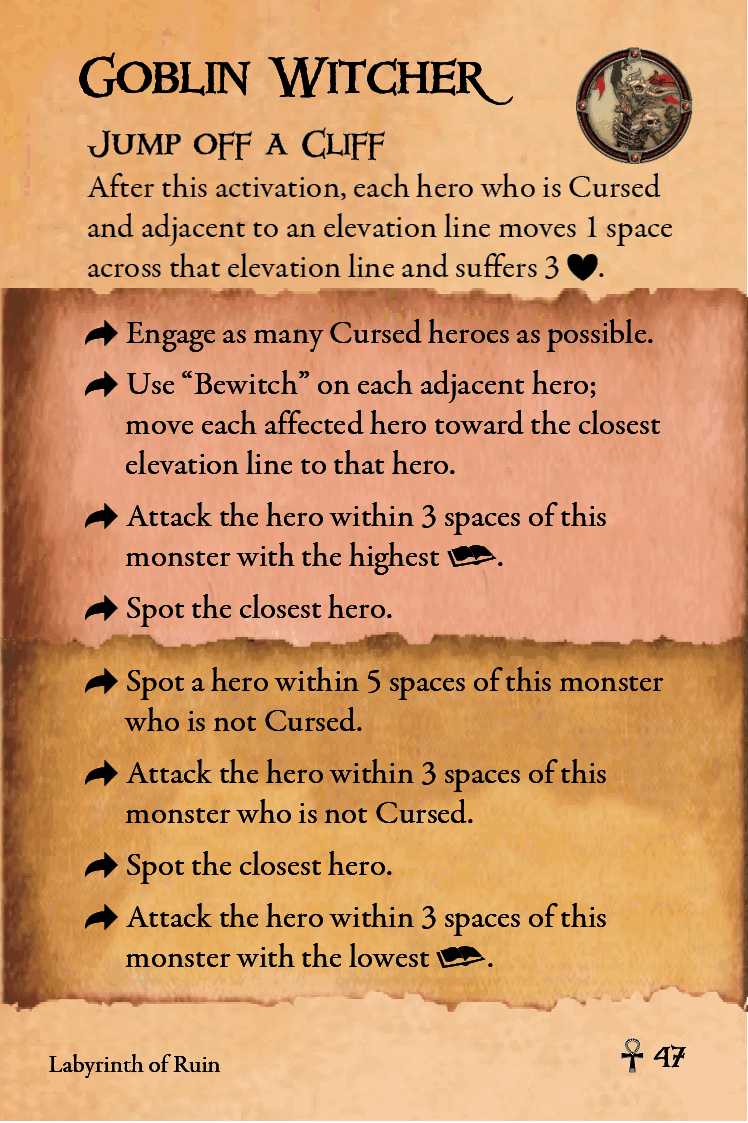 Goblin Witcher
Jump off a Cliff
After this activation, each hero who is Cursed
and adjacent to an elevation line moves 1 space
across that elevation line and suffers 3 ♥.
Engage as many Cursed heroes as possible.
Use “Bewitch” on each adjacent hero;
move each affected hero toward the closest
elevation line to that hero.
Attack the hero within 3 spaces of this
monster with the highest .
Spot the closest hero.
Spot a hero within 5 spaces of this monster
who is not Cursed.
Attack the hero within 3 spaces of this
monster who is not Cursed.
Spot the closest hero.
Attack the hero within 3 spaces of this
monster with the lowest .
Labyrinth of Ruin
☥ 47